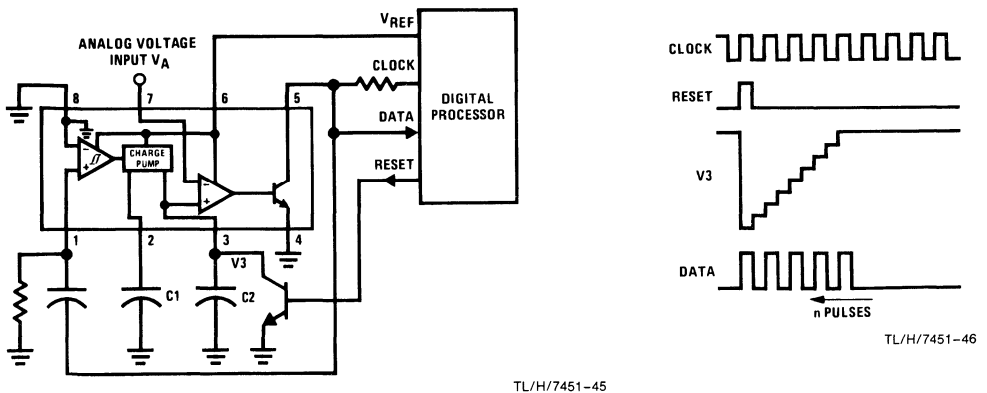 ANALOG VOLTAGE
INPUT VA
VREF
CLOCK
DATA
RESET
DIGITAL
PROCESSOR
8
7
6
5
CHARGE
PUMP
-
+
-
+
1
2
3
4
V3
C1
C2
TL/H/7451-45
CLOCK
RESET
V3
DATA
n PULSES
TL/H/7451-46